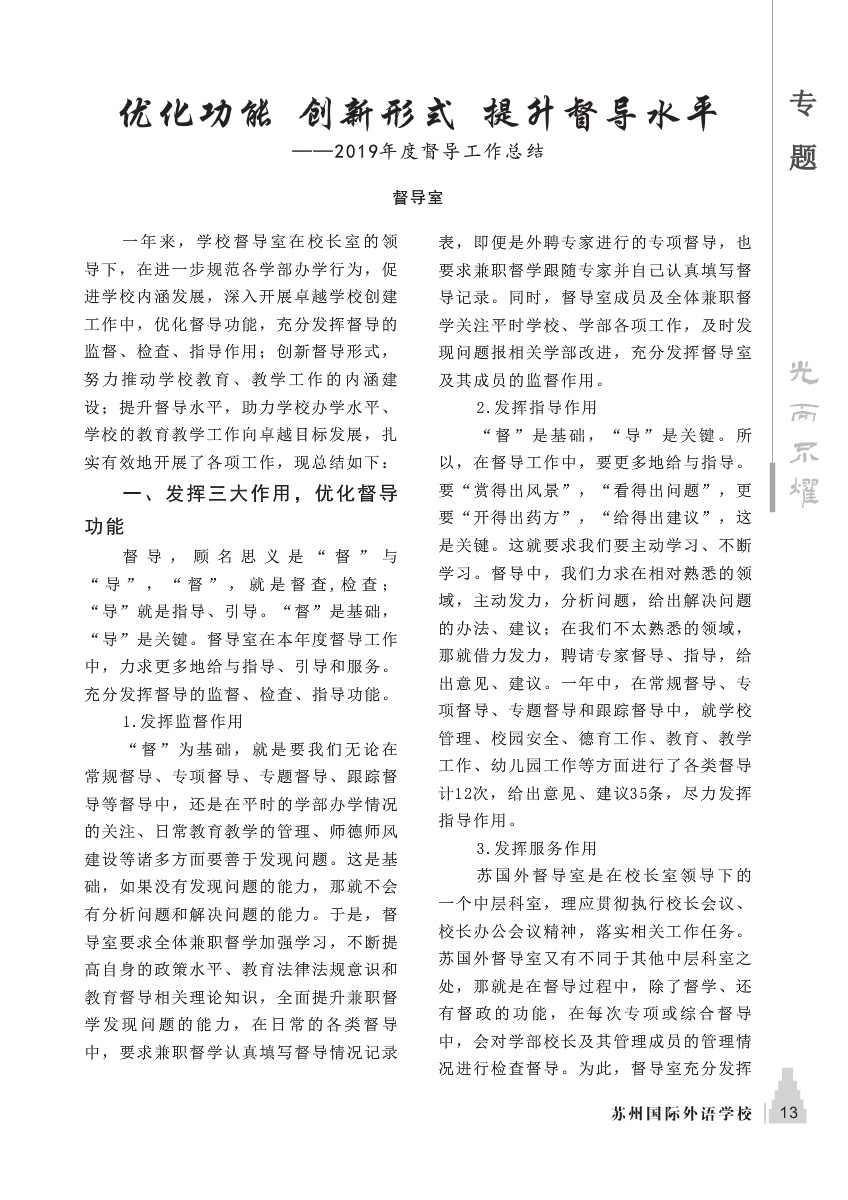 优化功能 创新形式 提升督导水平
——2019年度督导工作总结
督导室
一年来，学校督导室在校长室的领
导下，在进一步规范各学部办学行为，促
进学校内涵发展，深入开展卓越学校创建
工作中，优化督导功能，充分发挥督导的
监督、检查、指导作用；创新督导形式，
努力推动学校教育、教学工作的内涵建
设；提升督导水平，助力学校办学水平、
学校的教育教学工作向卓越目标发展，扎
实有效地开展了各项工作，现总结如下：
一、发挥三大作用，优化督导
功能
督导，顾名思义是“督”与
“导”，“督”，就是督查,检查；
“导”就是指导、引导。“督”是基础，
“导”是关键。督导室在本年度督导工作
中，力求更多地给与指导、引导和服务。
充分发挥督导的监督、检查、指导功能。
1.发挥监督作用
“督”为基础，就是要我们无论在
常规督导、专项督导、专题督导、跟踪督
导等督导中，还是在平时的学部办学情况
的关注、日常教育教学的管理、师德师风
建设等诸多方面要善于发现问题。这是基
础，如果没有发现问题的能力，那就不会
有分析问题和解决问题的能力。于是，督
导室要求全体兼职督学加强学习，不断提
高自身的政策水平、教育法律法规意识和
教育督导相关理论知识，全面提升兼职督
学发现问题的能力，在日常的各类督导
中，要求兼职督学认真填写督导情况记录
表，即便是外聘专家进行的专项督导，也
要求兼职督学跟随专家并自己认真填写督
导记录。同时，督导室成员及全体兼职督
学关注平时学校、学部各项工作，及时发
现问题报相关学部改进，充分发挥督导室
及其成员的监督作用。
2.发挥指导作用
“督”是基础，“导”是关键。所
以，在督导工作中，要更多地给与指导。
要“赏得出风景”，“看得出问题”，更
要“开得出药方”，“给得出建议”，这
是关键。这就要求我们要主动学习、不断
学习。督导中，我们力求在相对熟悉的领
域，主动发力，分析问题，给出解决问题
的办法、建议；在我们不太熟悉的领域，
那就借力发力，聘请专家督导、指导，给
出意见、建议。一年中，在常规督导、专
项督导、专题督导和跟踪督导中，就学校
管理、校园安全、德育工作、教育、教学
工作、幼儿园工作等方面进行了各类督导
计12次，给出意见、建议35条，尽力发挥
指导作用。
3.发挥服务作用
苏国外督导室是在校长室领导下的
一个中层科室，理应贯彻执行校长会议、
校长办公会议精神，落实相关工作任务。
苏国外督导室又有不同于其他中层科室之
处，那就是在督导过程中，除了督学、还
有督政的功能，在每次专项或综合督导
中，会对学部校长及其管理成员的管理情
况进行检查督导。为此，督导室充分发挥
专
题
光
而
不
耀
苏州国际外语学校
13